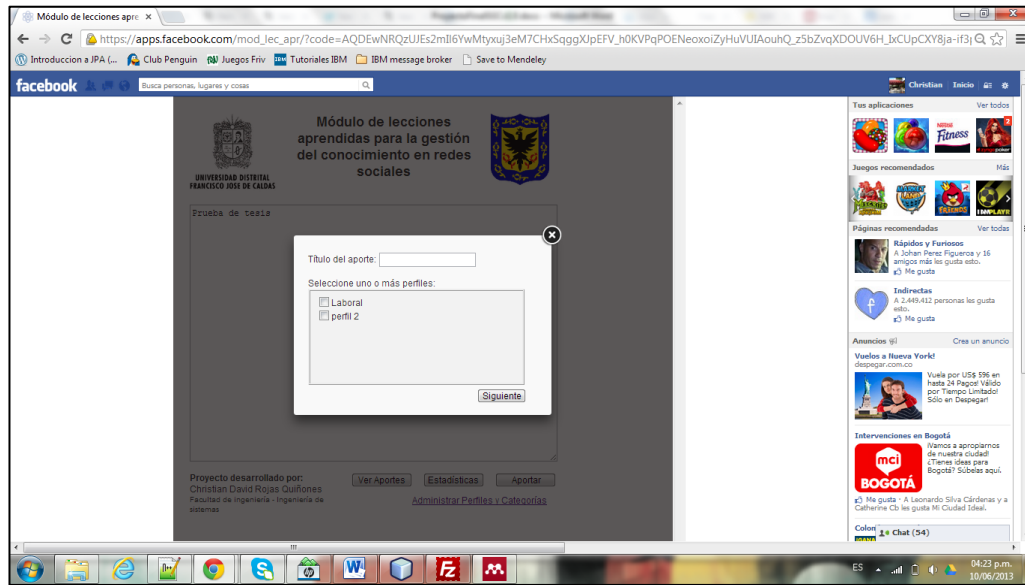 Módulo de lecciones apre
https://apps.facebook.com/mod_lec_apr/?code=AQDEwNRQzUJEs2mIl6YwMtyxuj3eM7CHxSqggXJpEFV_h0KVPqPOENeoxoiZyHuVUIAouhQ_z5bZvqXDOUV6H_IxCUpCXY8ja-if3
Introduccion a JPA (...
Club Penguin
Juegos Friv
Tutoriales IBM
IBM message broker
Save to Mendeley
facebook
Busca personas, lugares y cosas
Christian
Inicio
UNIVERSIDAD DISTRITAL
FRANCISCO JOSE DE CALDAS
Módulo de lecciones
aprendidas para la gestión
del conocimiento en redes
sociales
Prueba de tesis
Título del aporte:
Seleccione uno o más perfiles:
Laboral
perfil 2
Siguiente
Proyecto desarrollado por:
Christian David Rojas Quiñones
Facultad de ingeniería - Ingeniería de
sistemas
Ver Aportes
Estadísticas
Aportar
Administrar Perfiles y Categorías
Tus aplicaciones
Ver todos
Fitness
poker
Juegos recomendados
Más
FRIENDS
Páginas recomendadas
Ver todas
Rápidos y Furiosos
A Johan Perez Figueroa y 16
amigos más les gusta esto.
Me gusta
Indirectas
A 2.449.412 personas les gusta
esto.
Me gusta
Anuncios
Crea un anuncio
Vuelos a Nueva York!
despegar.com.co
Vuela por US$ 596 en
hasta 24 Pagos! Válido
por Tiempo Limitado!
Sólo en Despegar!
Intervenciones en Bogotá
mci
BOGOTÁ
¡Vamos a apropiarnos
de nuestra ciudad!
¿Tienes ideas para
Bogotá? Súbelas aquí.
Me gusta · A Leonardo Silva Cárdenas y a
Catherine Cb les gusta Mi Ciudad Ideal.
Colon
Chat (54)
ES
04:23 p.m.
10/06/2013